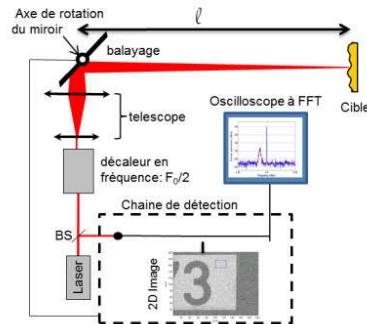 Axe de rotation
du miroir
balayage
ℓ
Cible
telescope
Oscilloscope à FFT
décaleur en
fréquence: F₀/2
Chaine de détection
BS
Laser
2D Image
73